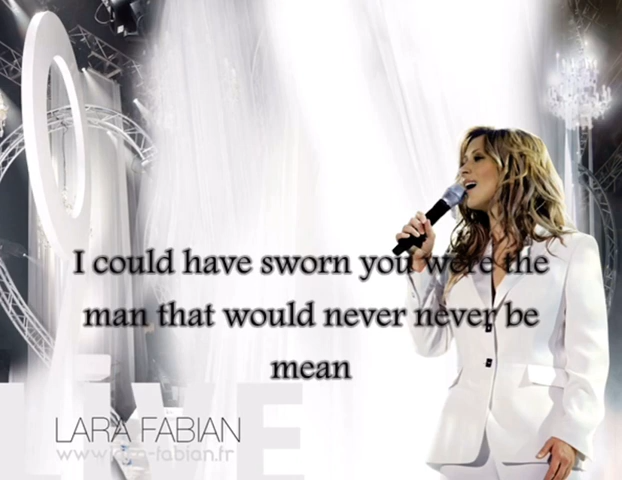 I could have sworn you were the
man that would never never be
mean
LIVE
LARA FABIAN
www.lara-fabian.fr